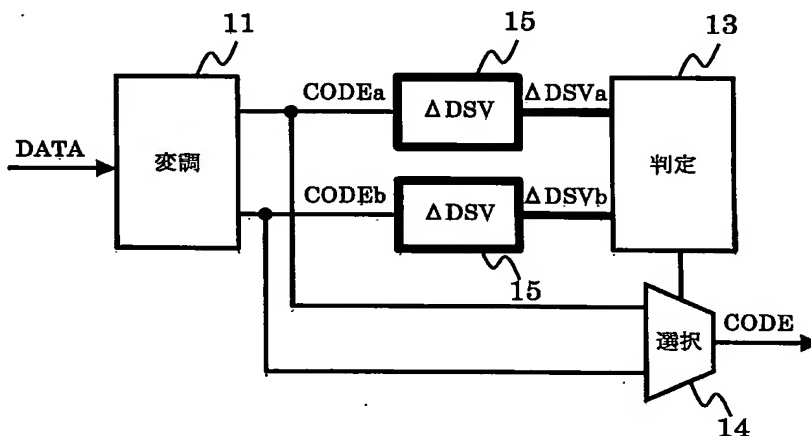 11
15
13
CODEa
ΔDSV
ΔDSVa
DATA
変調
判定
CODEb
ΔDSV
ΔDSVb
15
選択
CODE
14